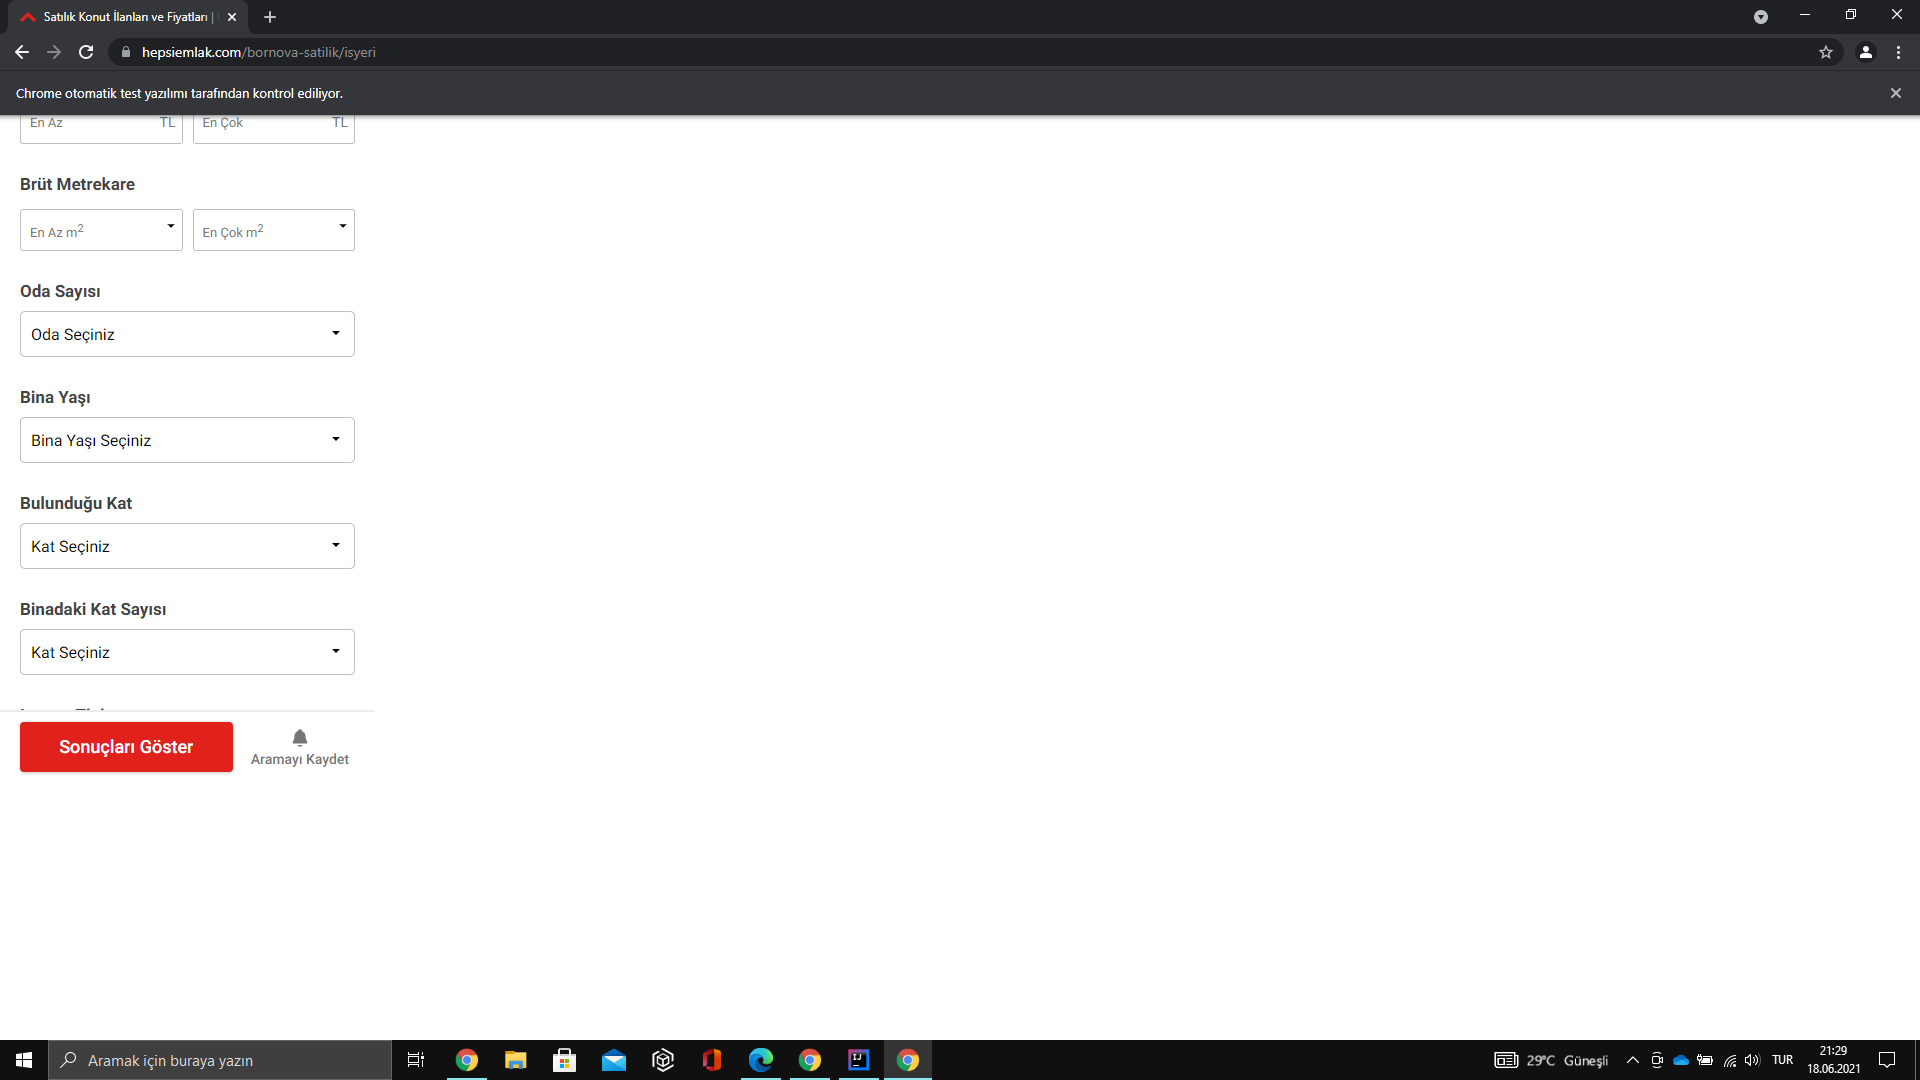 Satılık Konut İlanları ve Fiyatları |
hepsiemlak.com/bornova-satilik/isyeri
Chrome otomatik test yazılımı tarafından kontrol ediliyor.
En Az TL En Çok TL
Brüt Metrekare
En Az m2 En Çok m2
Oda Sayısı
Oda Seçiniz
Bina Yaşı
Bina Yaşı Seçiniz
Bulunduğu Kat
Kat Seçiniz
Binadaki Kat Sayısı
Kat Seçiniz
Sonuçları Göster
Aramayı Kaydet
Aramak için buraya yazın
29°C Güneşli
TUR
21:29
18.06.2021